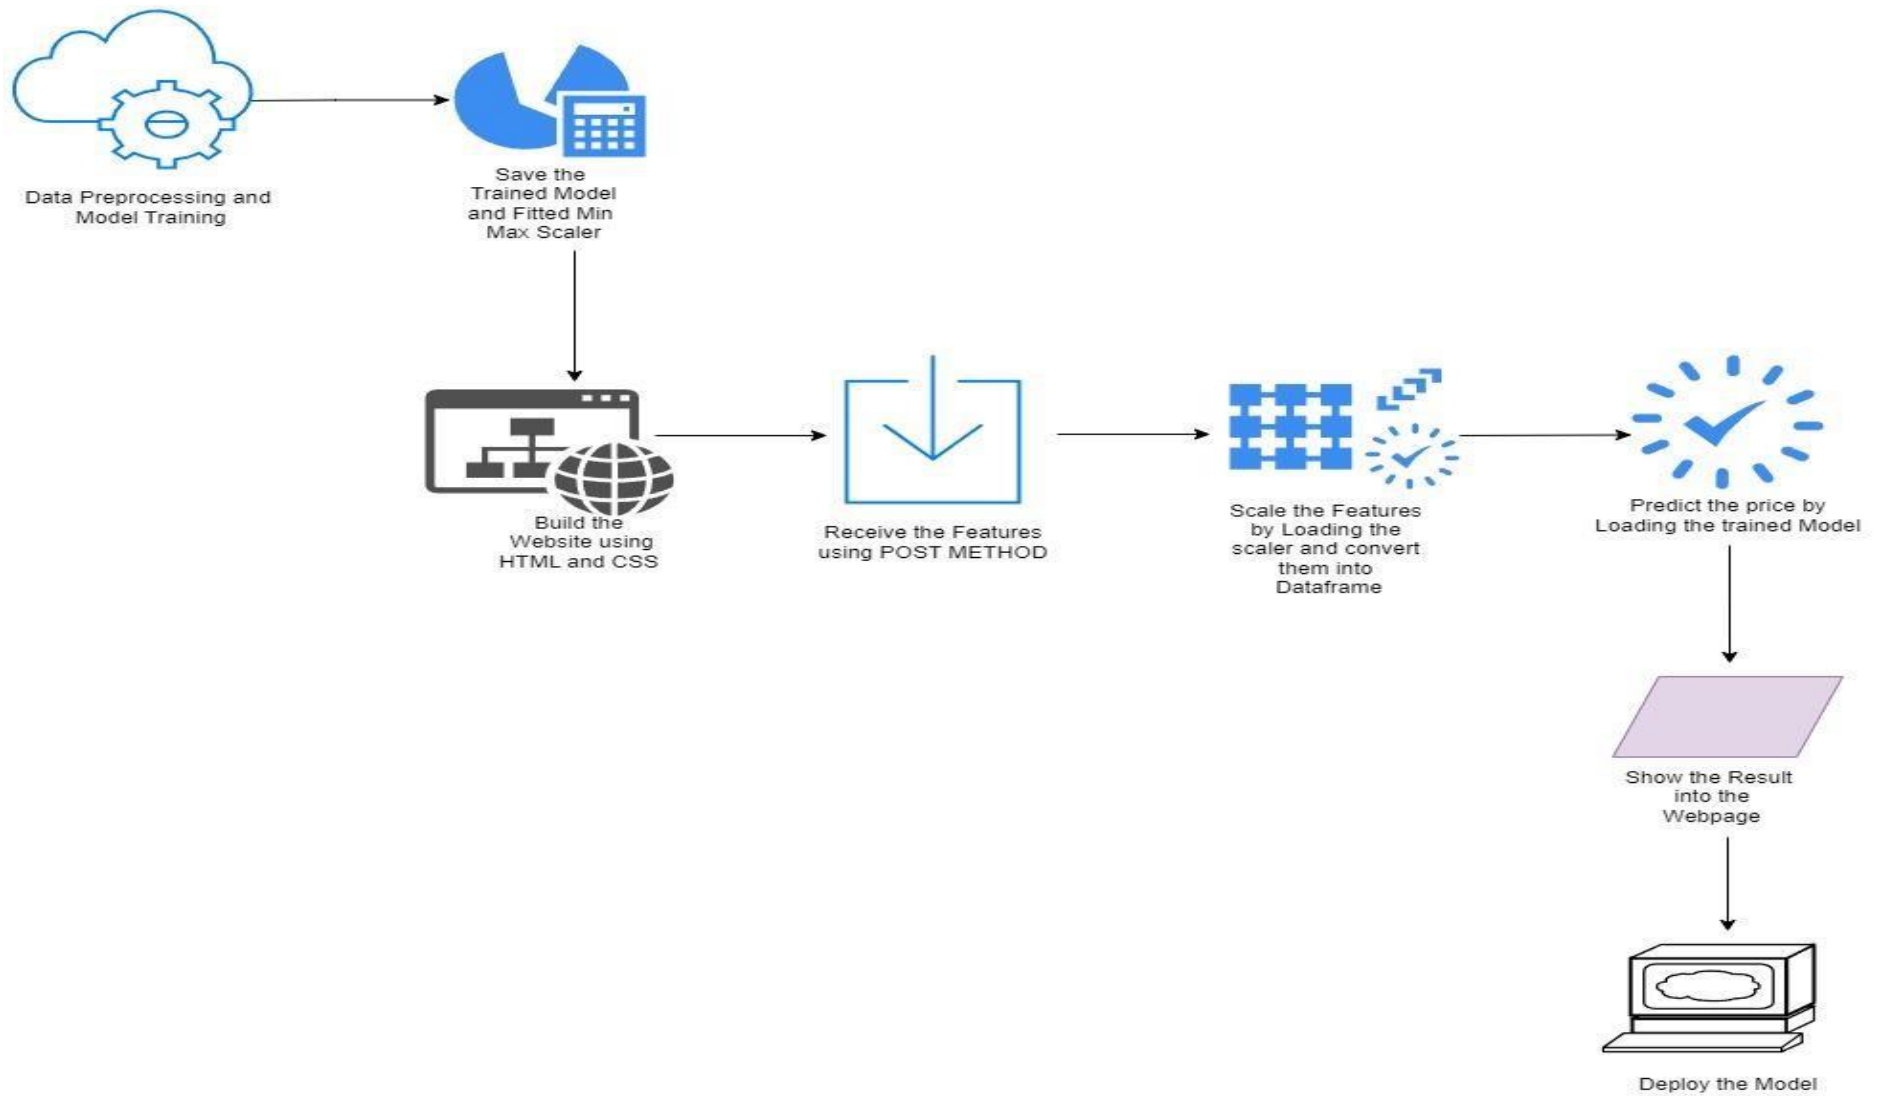 Data Preprocessing and
Model Training
Save the
Trained Model
and Fitted Min
Max Scaler
Build the
Website using
HTML and CSS
Receive the Features
using POST METHOD
Scale the Features
by Loading the
scaler and convert
them into
Dataframe
Predict the price by
Loading the trained Model
Show the Result
into the
Webpage
Deploy the Model